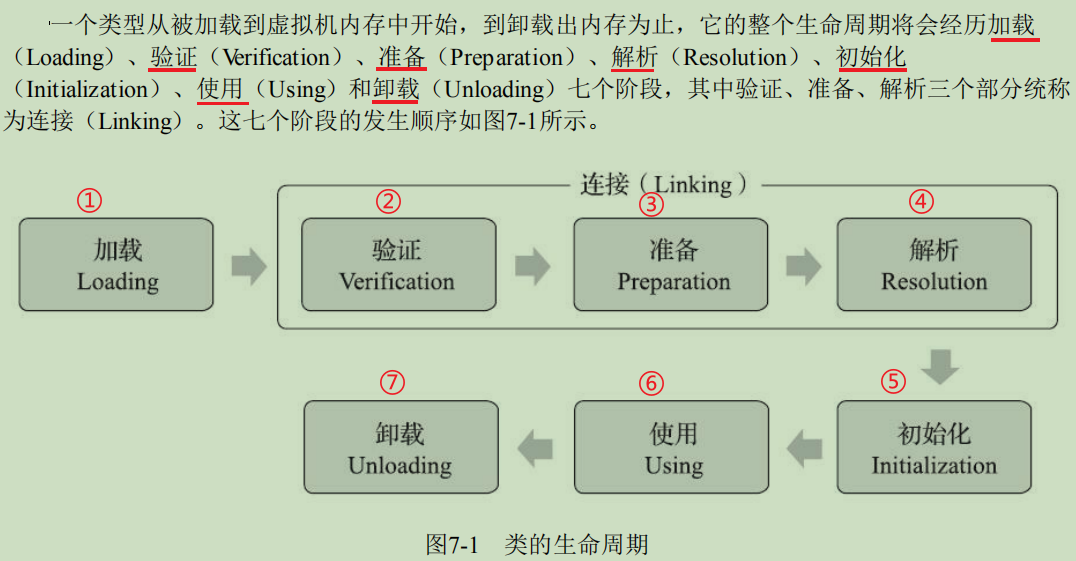 一个类型从被加载到虚拟机内存中开始，到卸载出内存为止，它的整个生命周期将会经历加载
（Loading）、验证（Verification）、准备（Preparation）、解析（Resolution）、初始化
（Initialization）、使用（Using）和卸载（Unloading）七个阶段，其中验证、准备、解析三个部分统称
为连接（Linking）。这七个阶段的发生顺序如图7-1所示。
连接（Linking）
①
加载
Loading
②
验证
Verification
③
准备
Preparation
④
解析
Resolution
⑦
卸载
Unloading
⑥
使用
Using
⑤
初始化
Initialization
图7-1 类的生命周期